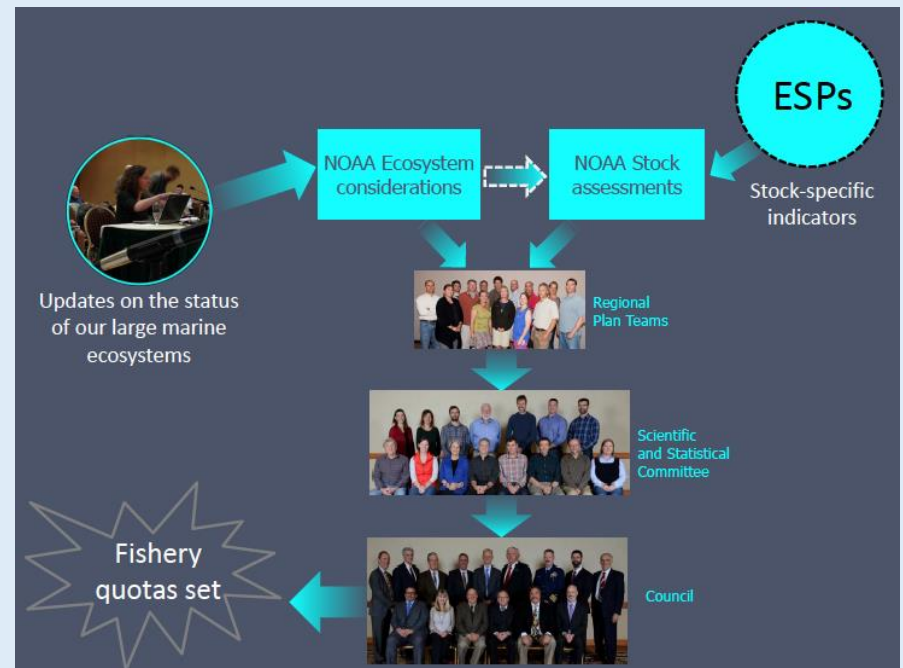 ESPs
NOAA Ecosystem
considerations
NOAA Stock
assessments
Stock-specific
indicators
Updates on the status
of our large marine
ecosystems
Regional
Plan Teams
Scientific
and Statistical
Committee
Fishery
quotas set
Council